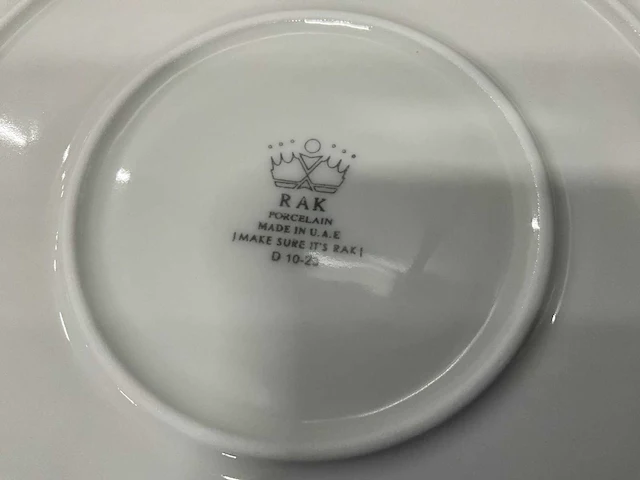 RAK
PORCELAIN
MADE IN U.A.E
! MAKE SURE IT'S RAK !
D